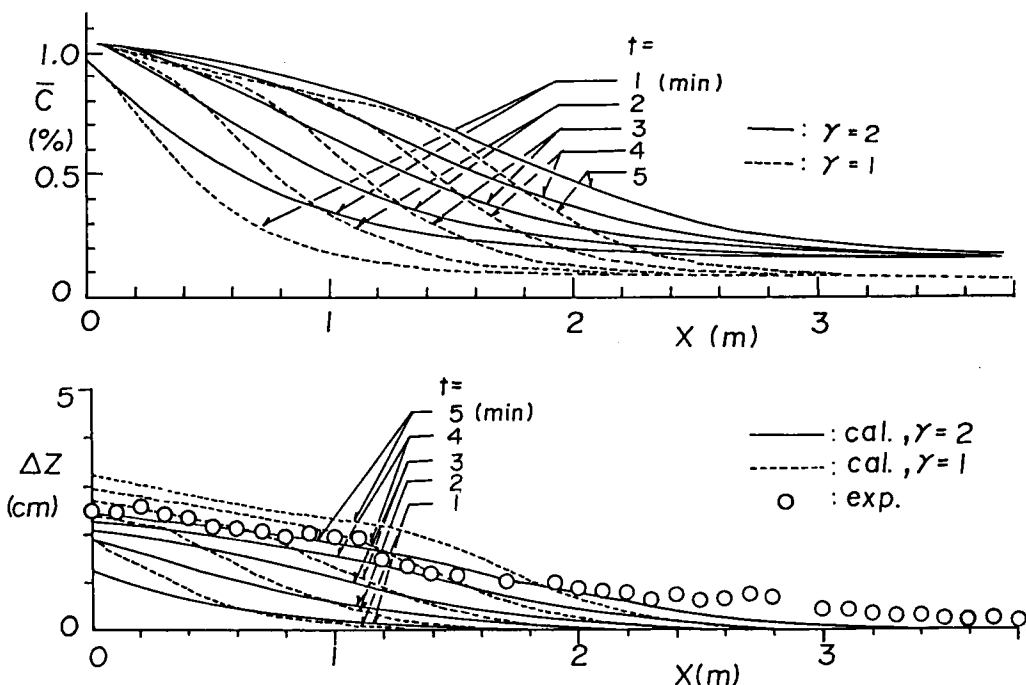 t=
1.0
C̅
(%)
0.5
0
1 (min)
2
3
4
5
——: γ = 2
-----: γ = 1
0 1 2 3
X (m)
t=
5
ΔZ
(cm)
0
5 (min)
4
3
2
1
——: cal., γ = 2
-----: cal., γ = 1
○ : exp.
0 1 2 3
X(m)